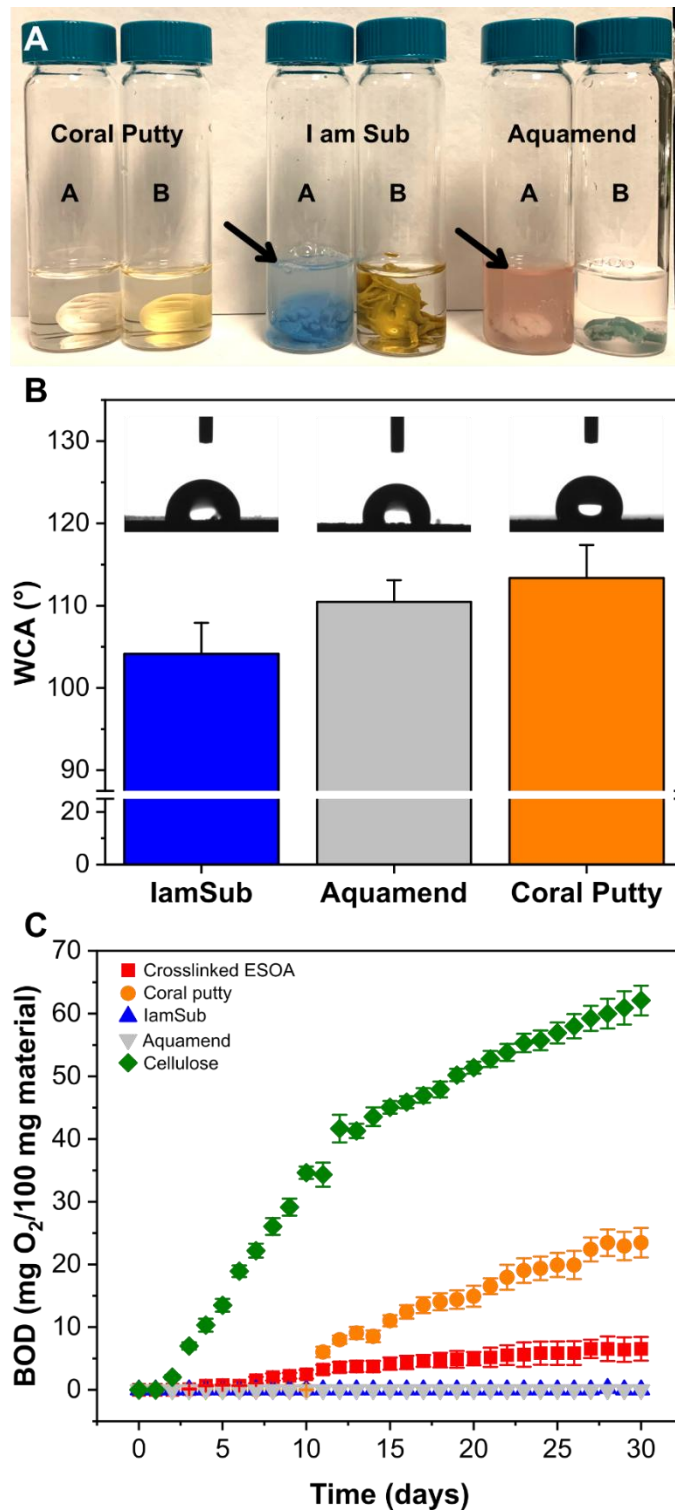 A
Coral Putty
I am Sub
Aquamend
A
B
A
B
A
B
B
WCA (°)
130
120
110
100
90
20
0
IamSub
Aquamend
Coral Putty
C
BOD (mg O₂/100 mg material)
70
60
50
40
30
20
10
0
Crosslinked ESOA
Coral putty
IamSub
Aquamend
Cellulose
0
5
10
15
20
25
30
Time (days)